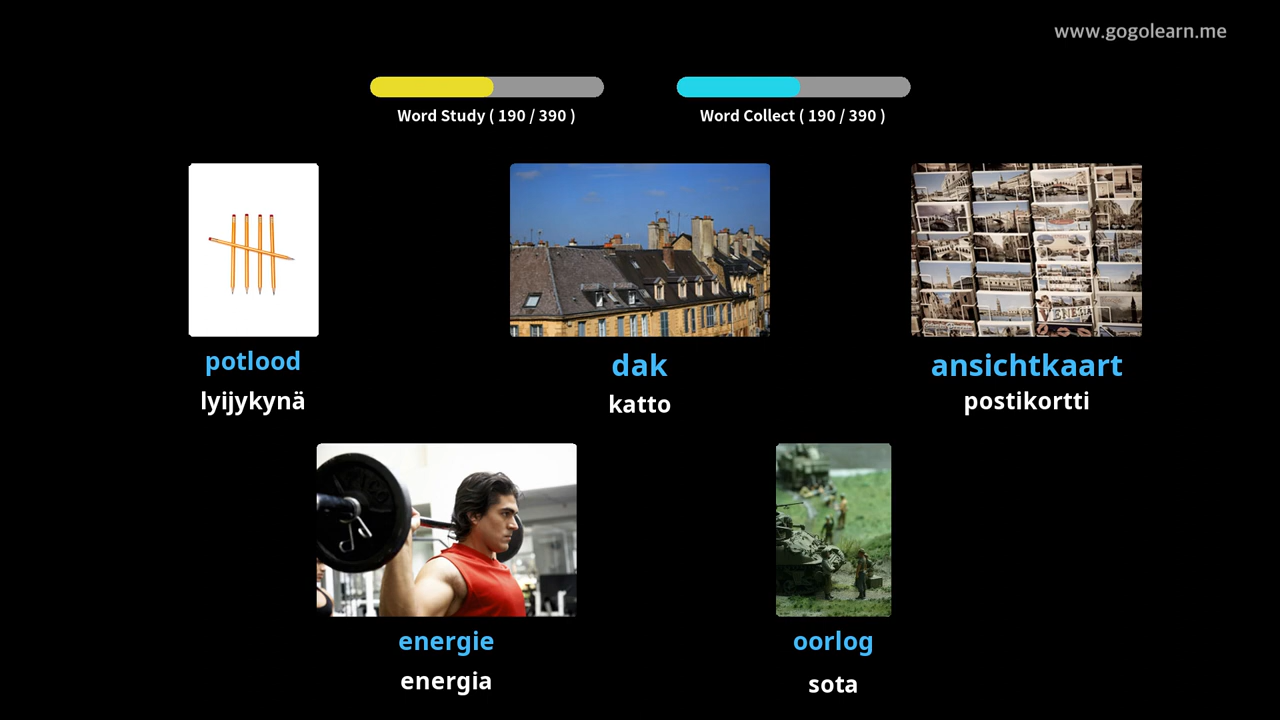 www.gogolearn.me
Word Study ( 190 / 390 )
Word Collect ( 190 / 390 )
potlood
lyijykynä
dak
katto
ansichtkaart
postikortti
VENEZIA
energie
energia
oorlog
sota